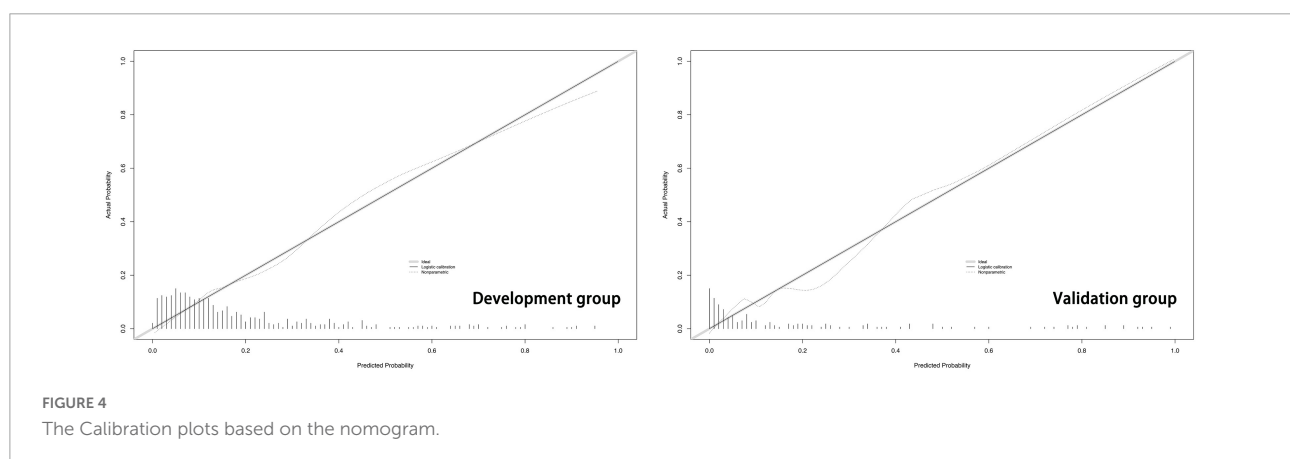 1.0
0.8
0.6
0.4
0.2
0.0
Actual Probability
Ideal
Logistic calibration
Nonparametric
Development group
0.0 0.2 0.4 0.6 0.8 1.0
Predicted Probability
1.0
0.8
0.6
0.4
0.2
0.0
Actual Probability
Ideal
Logistic calibration
Nonparametric
Validation group
0.0 0.2 0.4 0.6 0.8 1.0
Predicted Probability
FIGURE 4
The Calibration plots based on the nomogram.